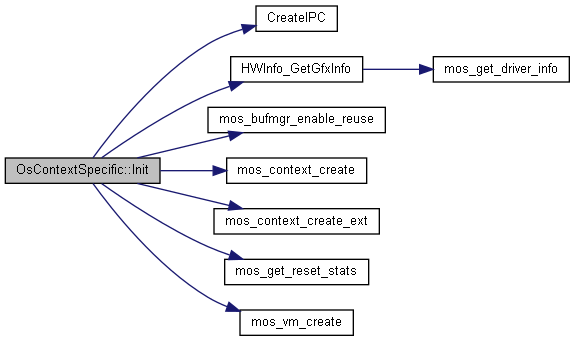 CreateIPC
HWInfo_GetGfxInfo
mos_get_driver_info
mos_bufmgr_enable_reuse
OsContextSpecific::Init
mos_context_create
mos_context_create_ext
mos_get_reset_stats
mos_vm_create